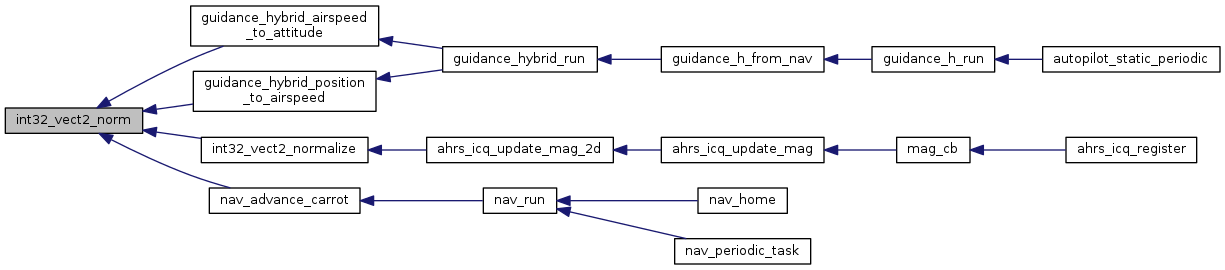 guidance_hybrid_airspeed
_to_attitude
guidance_hybrid_position
_to_airspeed
guidance_hybrid_run
guidance_h_from_nav
guidance_h_run
autopilot_static_periodic
int32_vect2_norm
int32_vect2_normalize
ahrs_icq_update_mag_2d
ahrs_icq_update_mag
mag_cb
ahrs_icq_register
nav_advance_carrot
nav_run
nav_home
nav_periodic_task